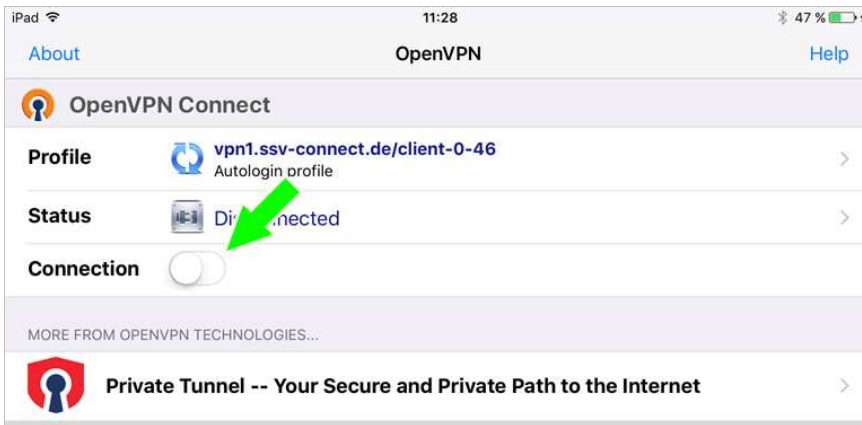 iPad 11:28 47 %
About OpenVPN Help
OpenVPN Connect
Profile vpn1.ssv-connect.de/client-0-46
Autologin profile
Status
Connection
MORE FROM OPENVPN TECHNOLOGIES...
Private Tunnel -- Your Secure and Private Path to the Internet